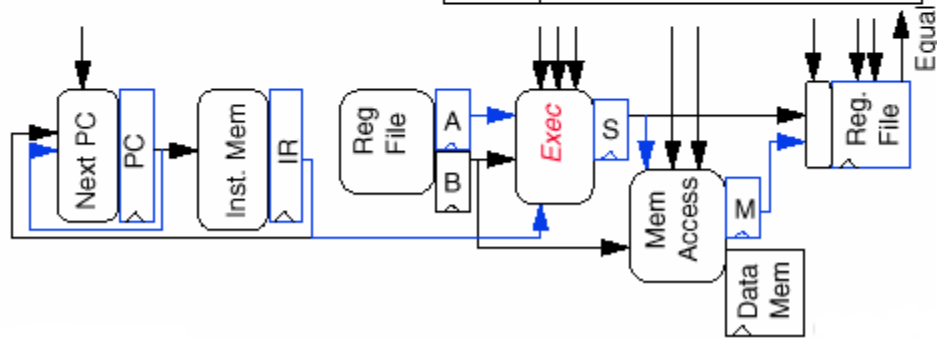 Next PC
PC
Inst. Mem
IR
Reg
File
A
B
Exec
S
Mem
Access
M
Data
Mem
Reg.
File
Equal